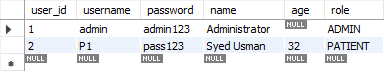 user_id username password name age role
1 admin admin123 Administrator NULL ADMIN
2 P1 pass123 Syed Usman 32 PATIENT
NULL NULL NULL NULL NULL NULL